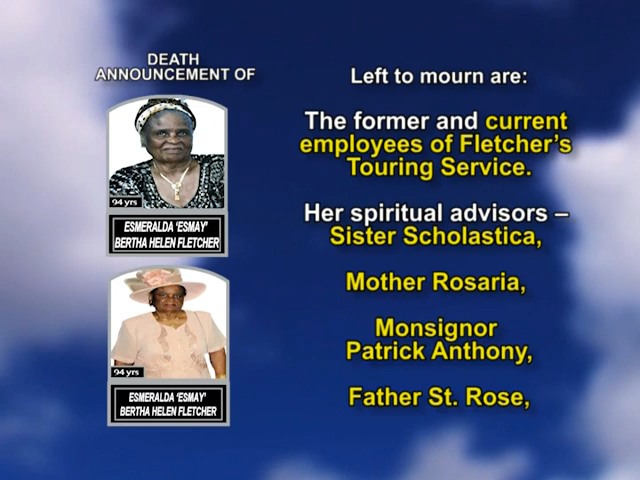 DEATH
ANNOUNCEMENT OF
94 yrs
ESMERALDA 'ESMAY'
BERTHA HELEN FLETCHER
94 yrs
ESMERALDA 'ESMAY'
BERTHA HELEN FLETCHER
Left to mourn are:
The former and current
employees of Fletcher's
Touring Service.
Her spiritual advisors –
Sister Scholastica,
Mother Rosaria,
Monsignor
Patrick Anthony,
Father St. Rose,